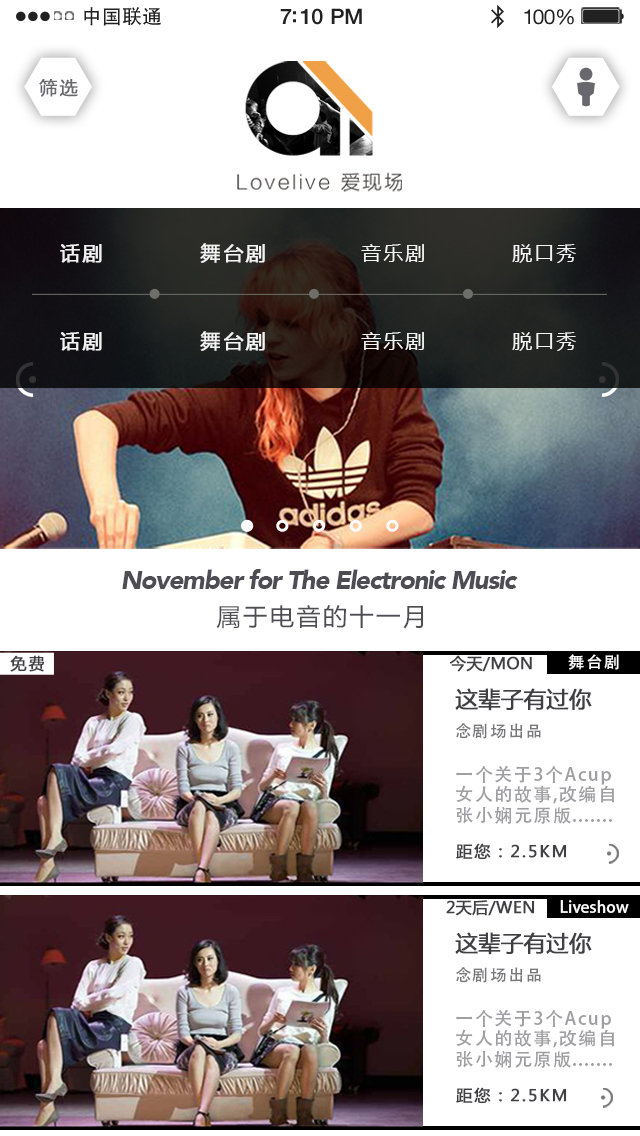 中国联通 7:10 PM 100%
筛选
Lovelive 爱现场
话剧 舞台剧 音乐剧 脱口秀
话剧 舞台剧 音乐剧 脱口秀
adidas
November for The Electronic Music
属于电音的十一月
免费 今天/MON 舞台剧
这辈子有过你
念剧场出品
一个关于3个Acup
女人的故事,改编自
张小娴元原版.......
距您：2.5KM
2天后/WEN Liveshow
这辈子有过你
念剧场出品
一个关于3个Acup
女人的故事,改编自
张小娴元原版.......
距您：2.5KM